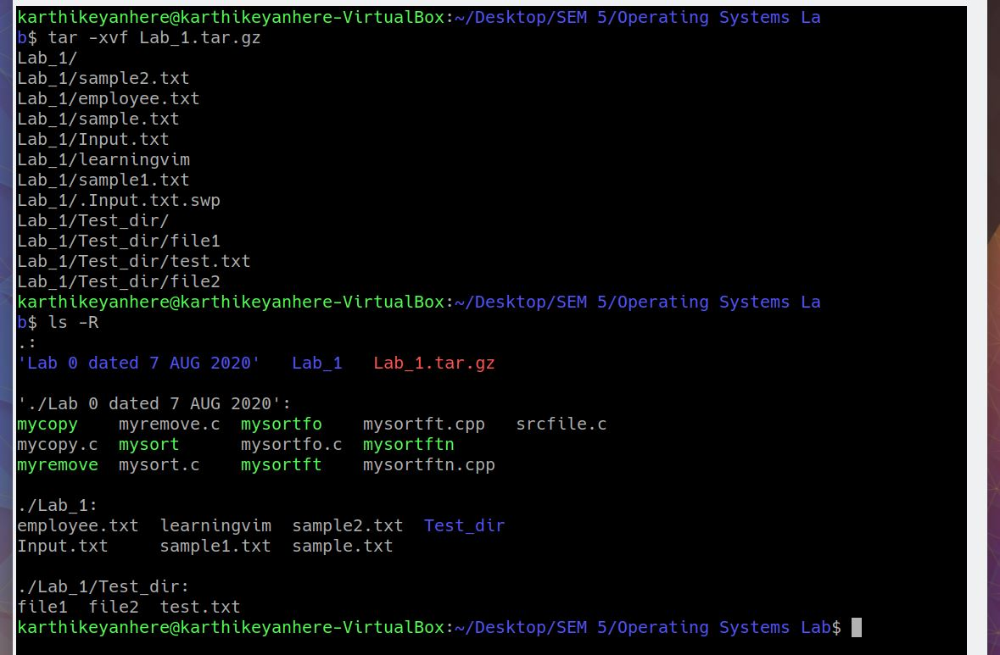 karthikeyanhere@karthikeyanhere-VirtualBox:~/Desktop/SEM 5/Operating Systems La
b$ tar -xvf Lab_1.tar.gz
Lab_1/
Lab_1/sample2.txt
Lab_1/employee.txt
Lab_1/sample.txt
Lab_1/Input.txt
Lab_1/learningvim
Lab_1/sample1.txt
Lab_1/.Input.txt.swp
Lab_1/Test_dir/
Lab_1/Test_dir/file1
Lab_1/Test_dir/test.txt
Lab_1/Test_dir/file2
karthikeyanhere@karthikeyanhere-VirtualBox:~/Desktop/SEM 5/Operating Systems La
b$ ls -R
.:
'Lab 0 dated 7 AUG 2020'   Lab_1   Lab_1.tar.gz

'./Lab 0 dated 7 AUG 2020':
mycopy    myremove.c  mysortfo    mysortft.cpp   srcfile.c
mycopy.c  mysort      mysortfo.c  mysortftn
myremove  mysort.c    mysortft    mysortftn.cpp

./Lab_1:
employee.txt  learningvim  sample2.txt  Test_dir
Input.txt     sample1.txt  sample.txt

./Lab_1/Test_dir:
file1  file2  test.txt
karthikeyanhere@karthikeyanhere-VirtualBox:~/Desktop/SEM 5/Operating Systems Lab$